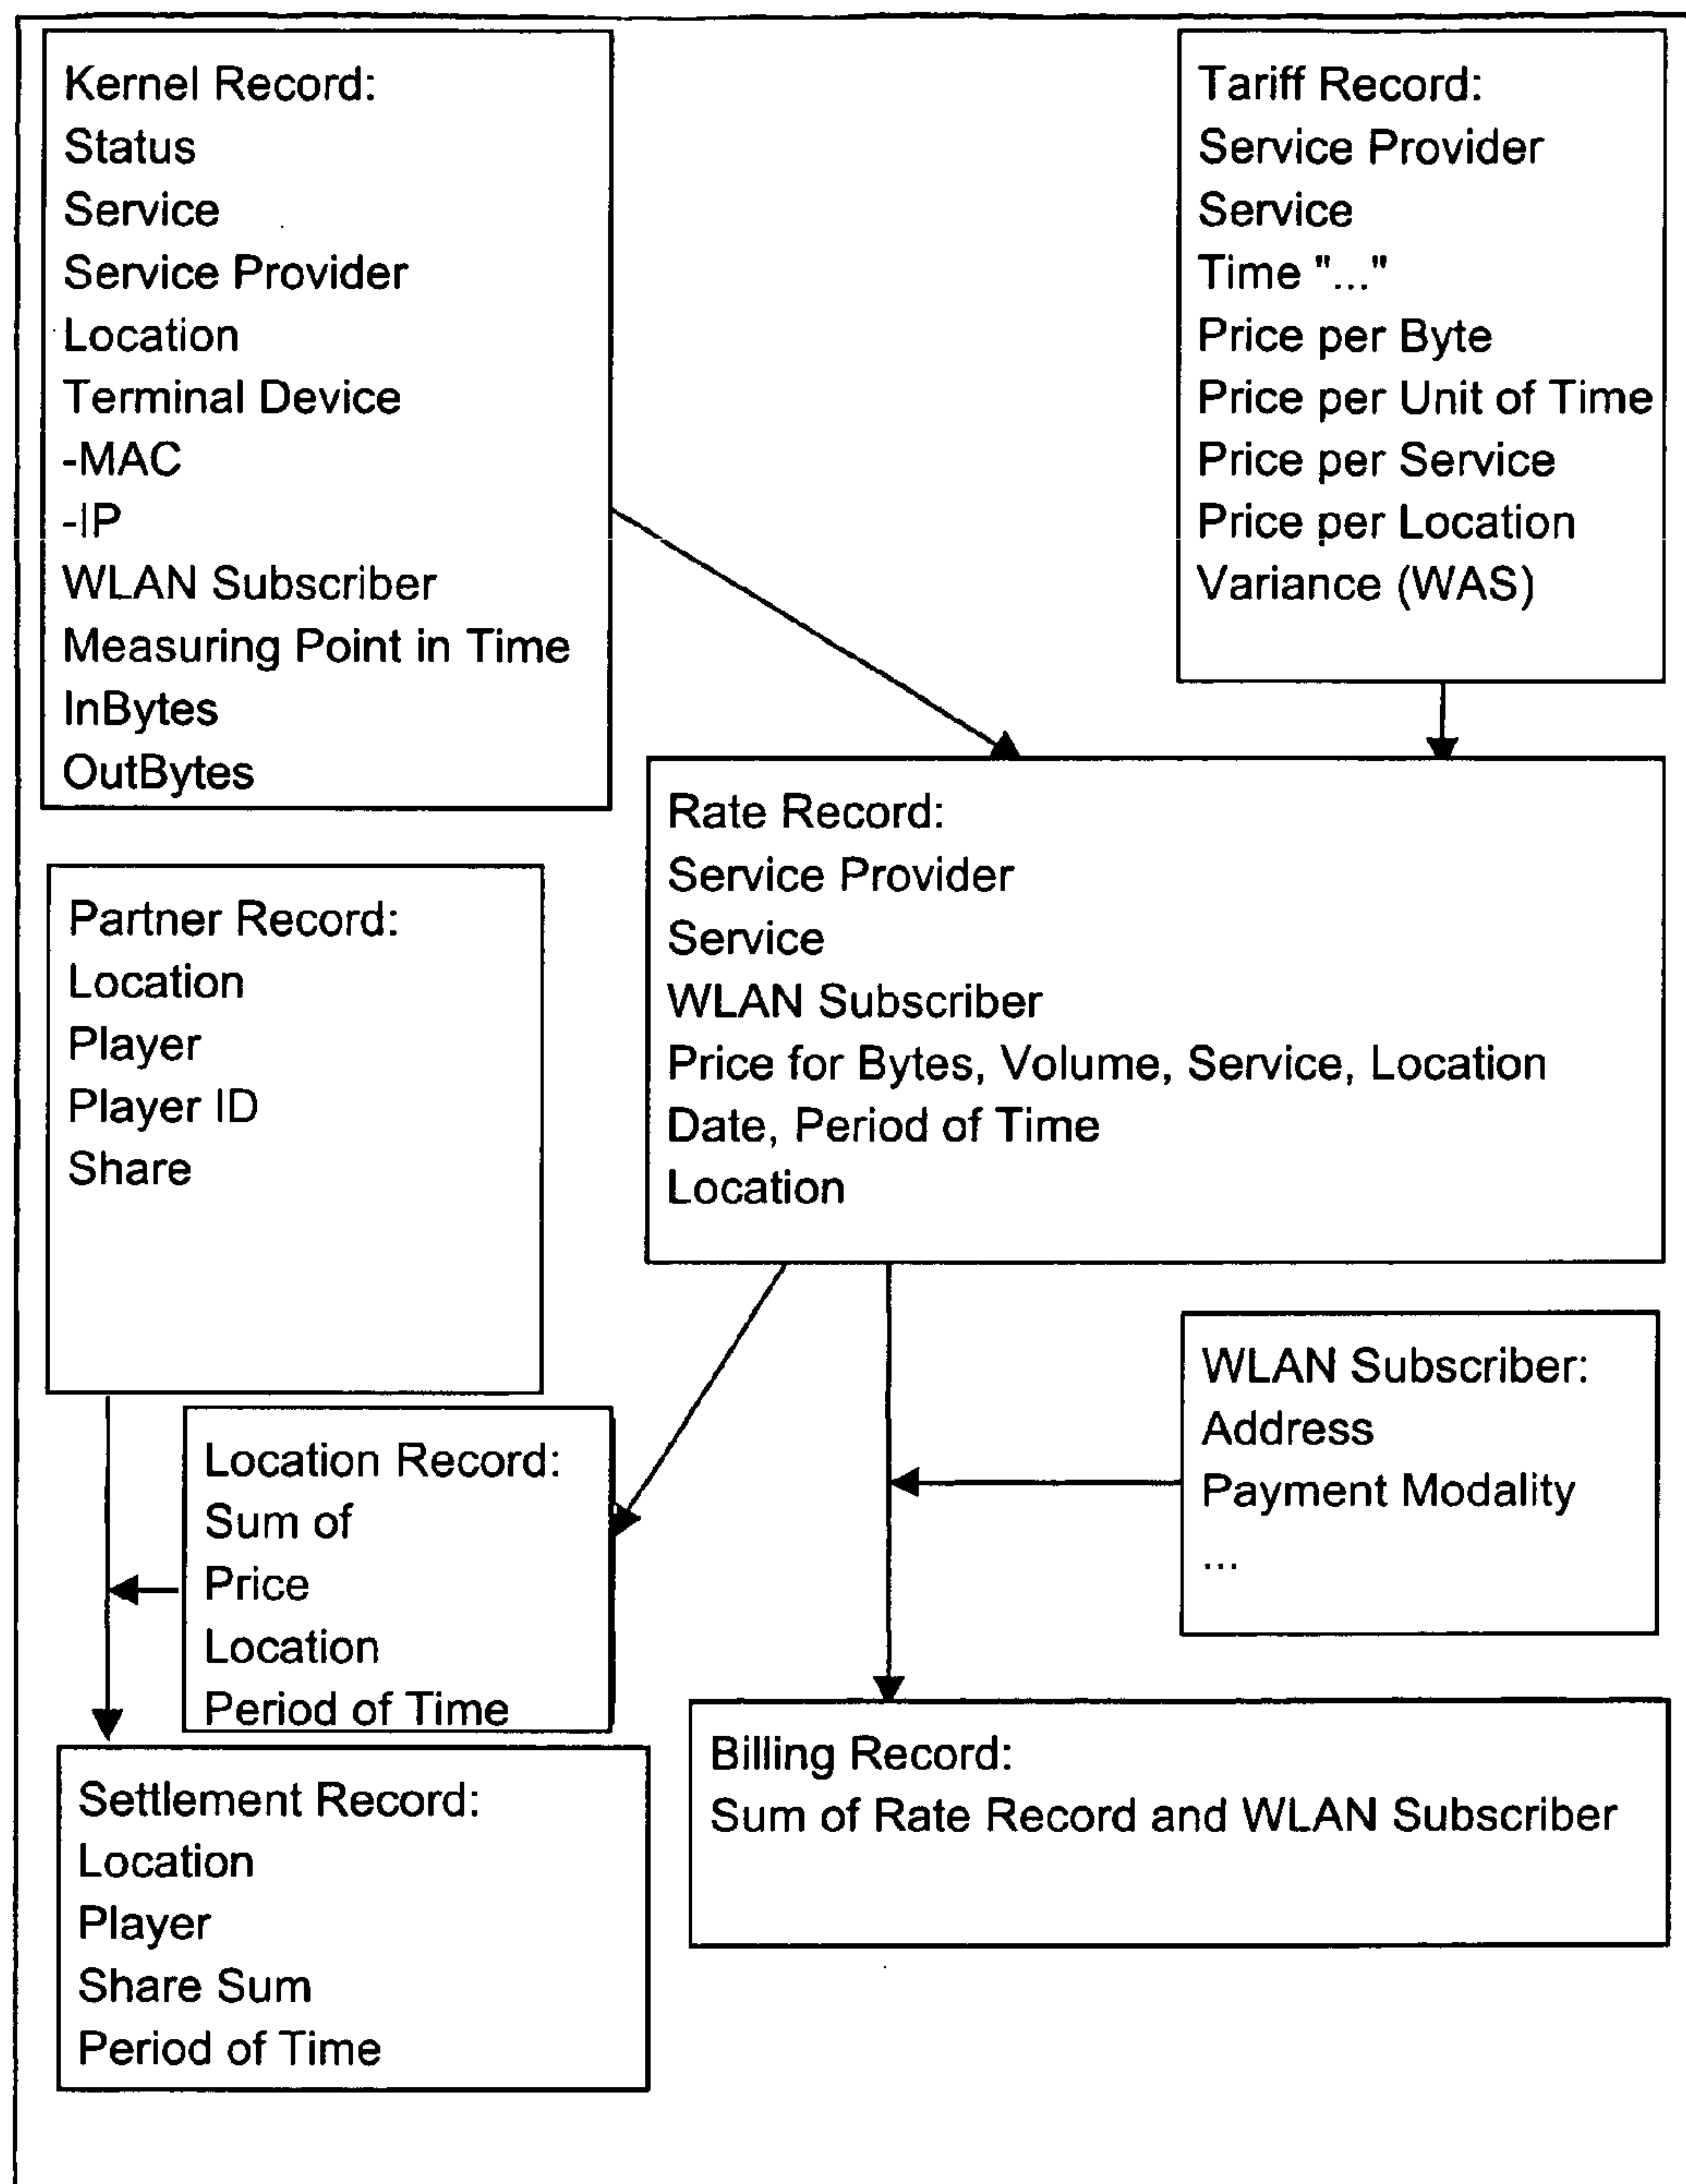 Kernel Record:
Status
Service
Service Provider
Location
Terminal Device
-MAC
-IP
WLAN Subscriber
Measuring Point in Time
InBytes
OutBytes
Tariff Record:
Service Provider
Service
Time "..."
Price per Byte
Price per Unit of Time
Price per Service
Price per Location
Variance (WAS)
Rate Record:
Service Provider
Service
WLAN Subscriber
Price for Bytes, Volume, Service, Location
Date, Period of Time
Location
Partner Record:
Location
Player
Player ID
Share
WLAN Subscriber:
Address
Payment Modality
...
Location Record:
Sum of
Price
Location
Period of Time
Billing Record:
Sum of Rate Record and WLAN Subscriber
Settlement Record:
Location
Player
Share Sum
Period of Time